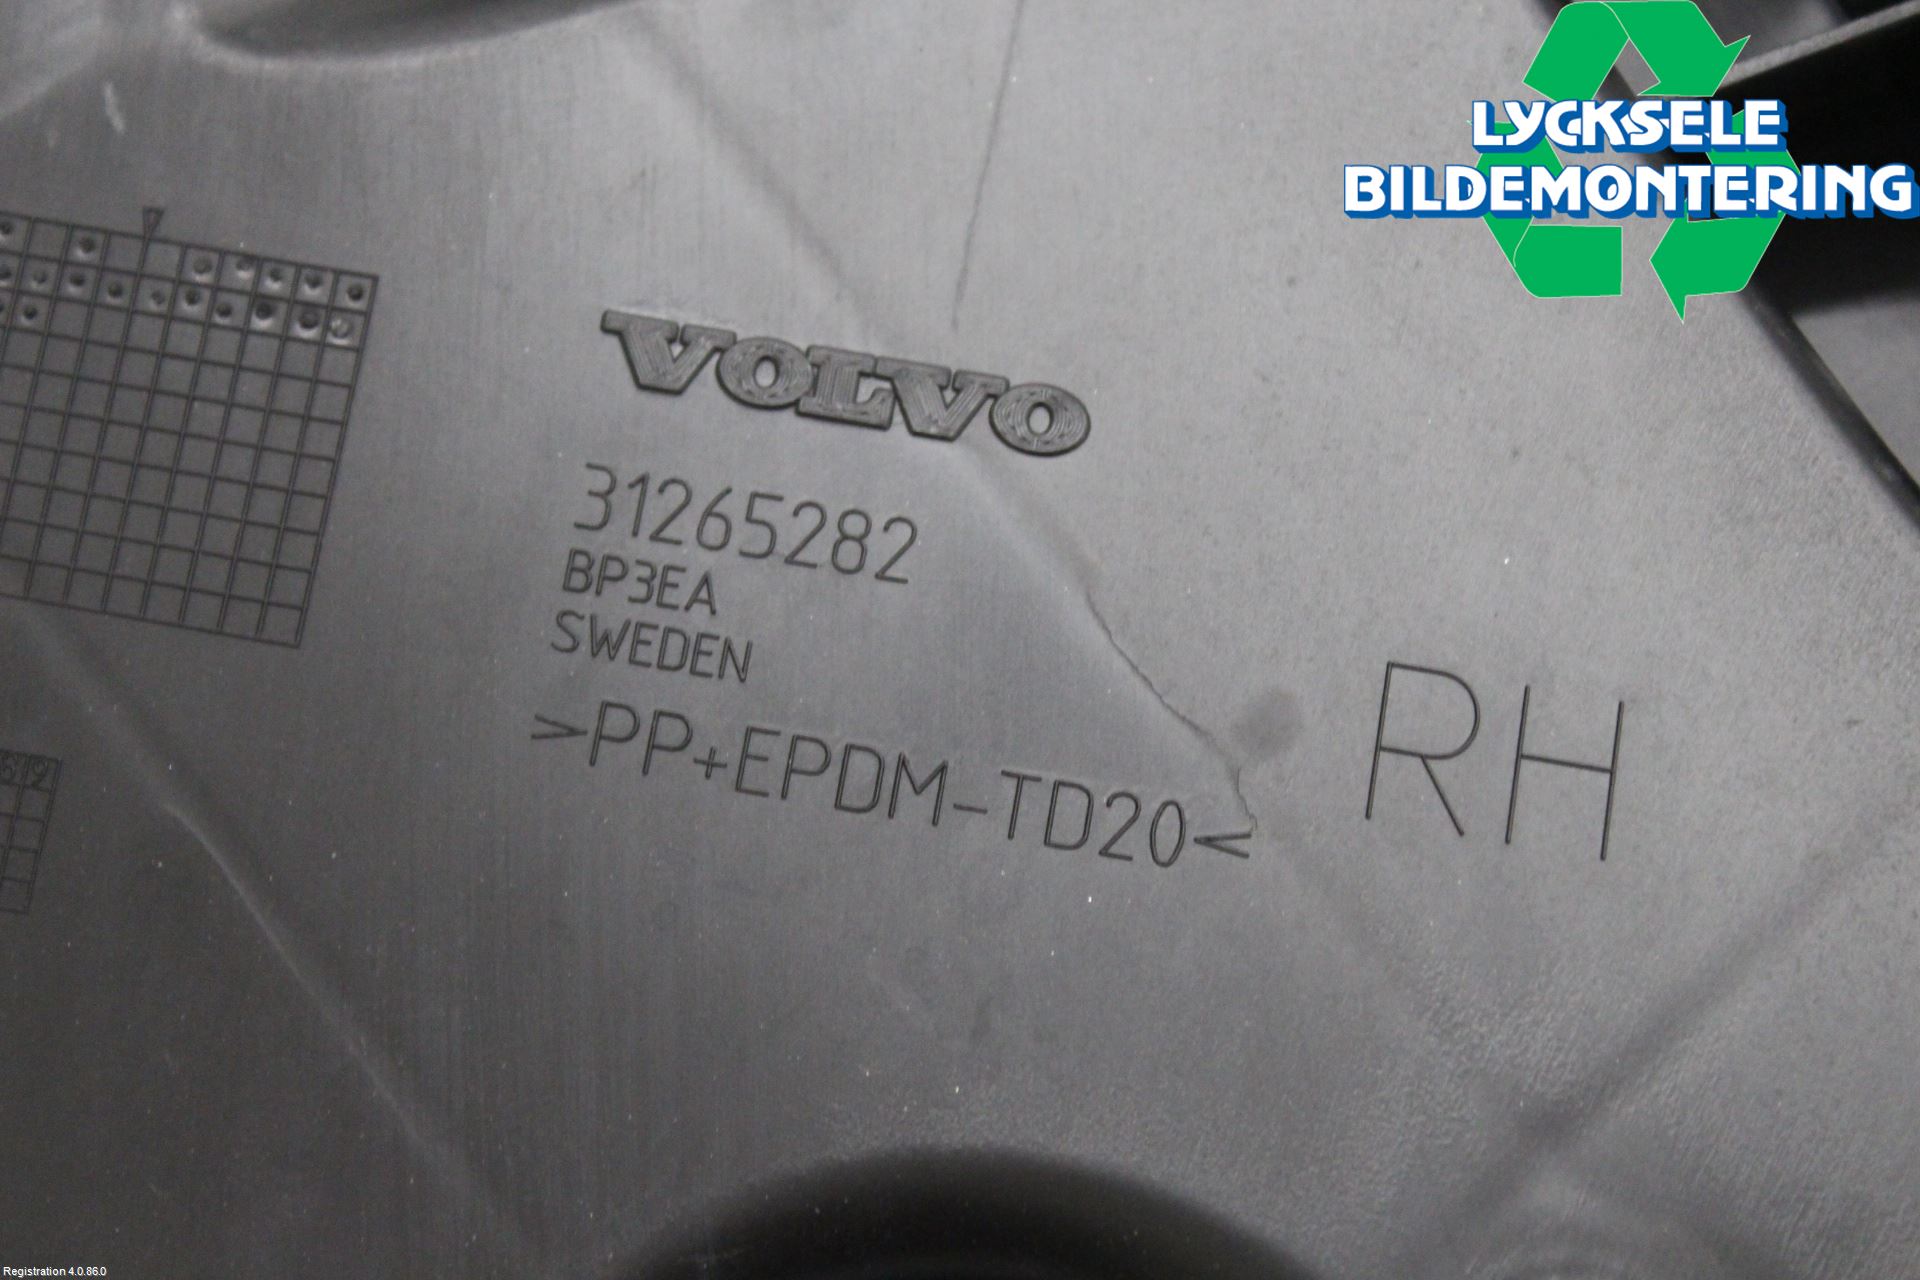 LYCKSELE
BILDEMONTERING
VOLVO
31265282
BP3EA
SWEDEN
>PP+EPDM-TD20<
RH
Registration 4.0.86.0